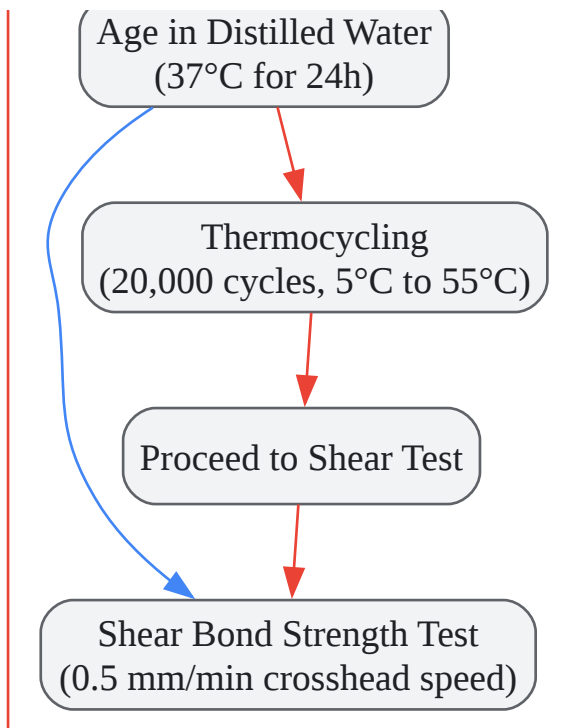 Age in Distilled Water
(37°C for 24h)
Thermocycling
(20,000 cycles, 5°C to 55°C)
Proceed to Shear Test
Shear Bond Strength Test
(0.5 mm/min crosshead speed)